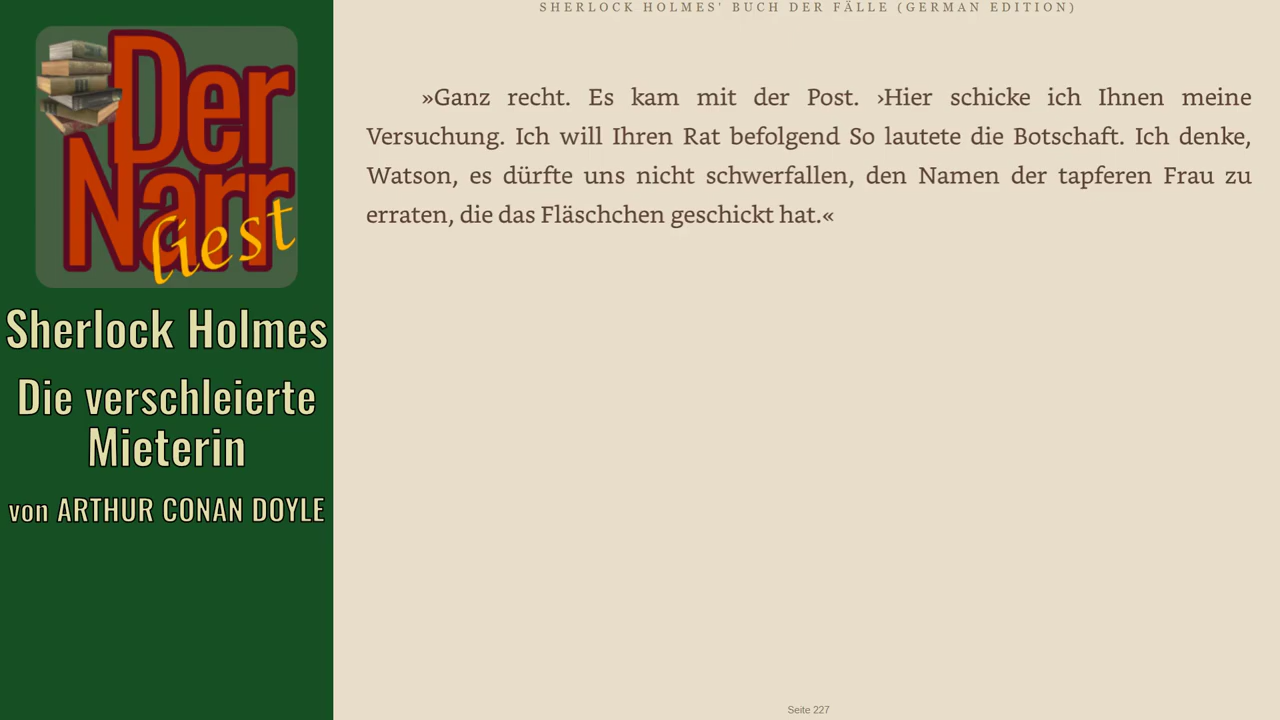 Der
Narr
liest
Sherlock Holmes
Die verschleierte
Mieterin
von ARTHUR CONAN DOYLE
SHERLOCK HOLMES' BUCH DER FÄLLE (GERMAN EDITION)
»Ganz recht. Es kam mit der Post. ›Hier schicke ich Ihnen meine
Versuchung. Ich will Ihren Rat befolgend So lautete die Botschaft. Ich denke,
Watson, es dürfte uns nicht schwerfallen, den Namen der tapferen Frau zu
erraten, die das Fläschchen geschickt hat.«
Seite 227